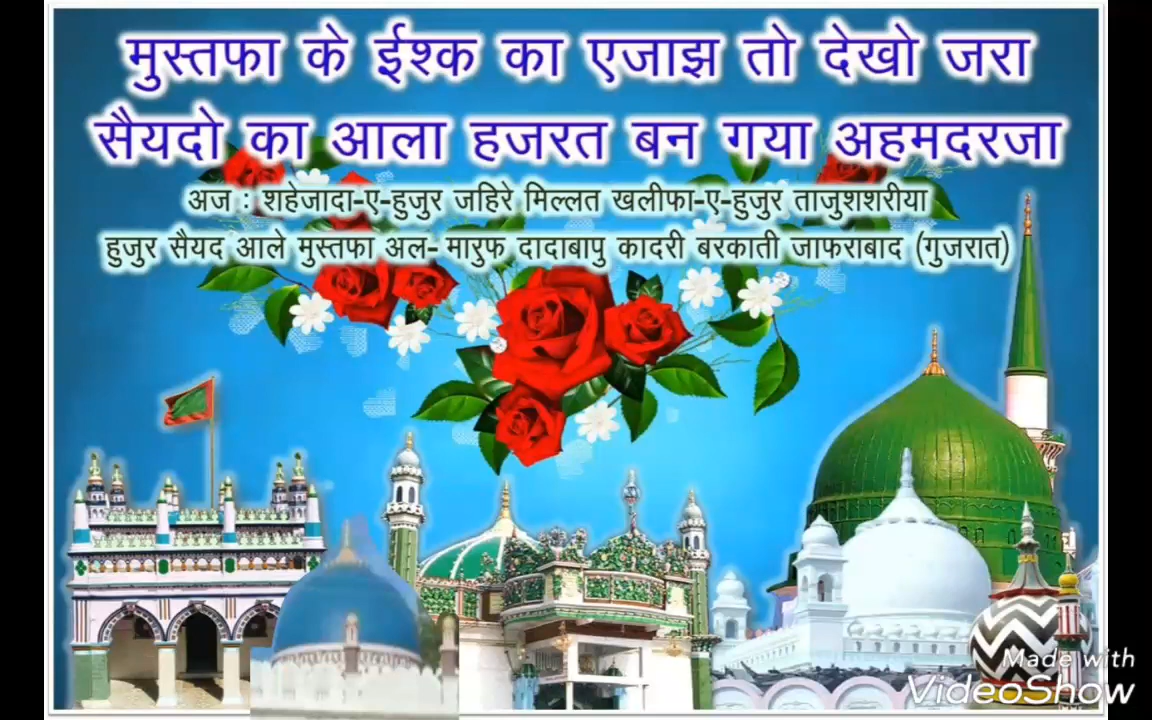 मुस्तफा के ईश्क का एजाझ तो देखो जरा
सैयदो का आला हजरत बन गया अहमदरजा
अज : शहेजादा-ए-हुजुर जहिरे मिल्लत खलीफा-ए-हुजुर ताजुशशरीया
हुजुर सैयद आले मुस्तफा अल- मारुफ दादाबापु कादरी बरकाती जाफराबाद (गुजरात)
Made with
VideoShow